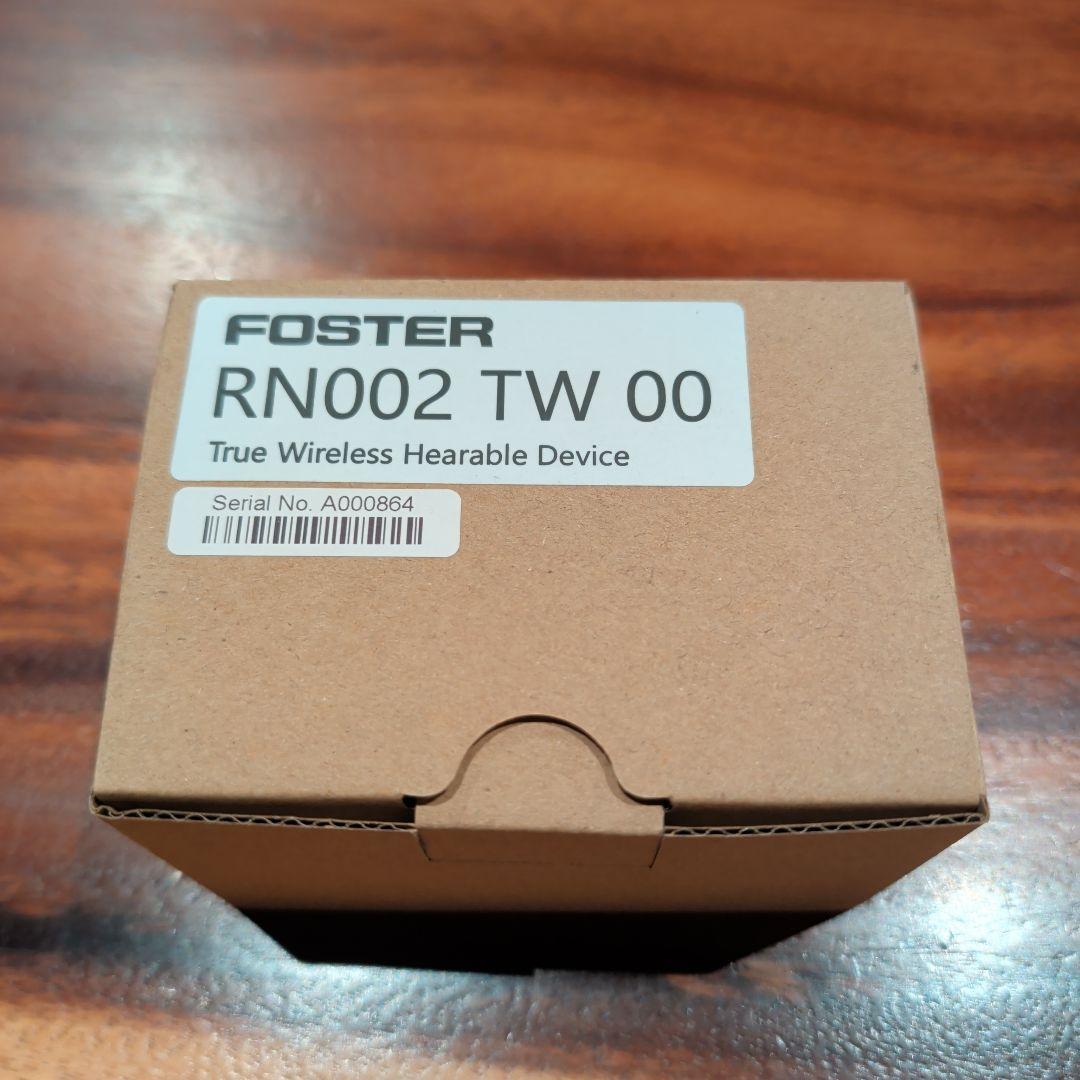 FOSTER
RN002 TW 00
True Wireless Hearable Device
Serial No. A000864